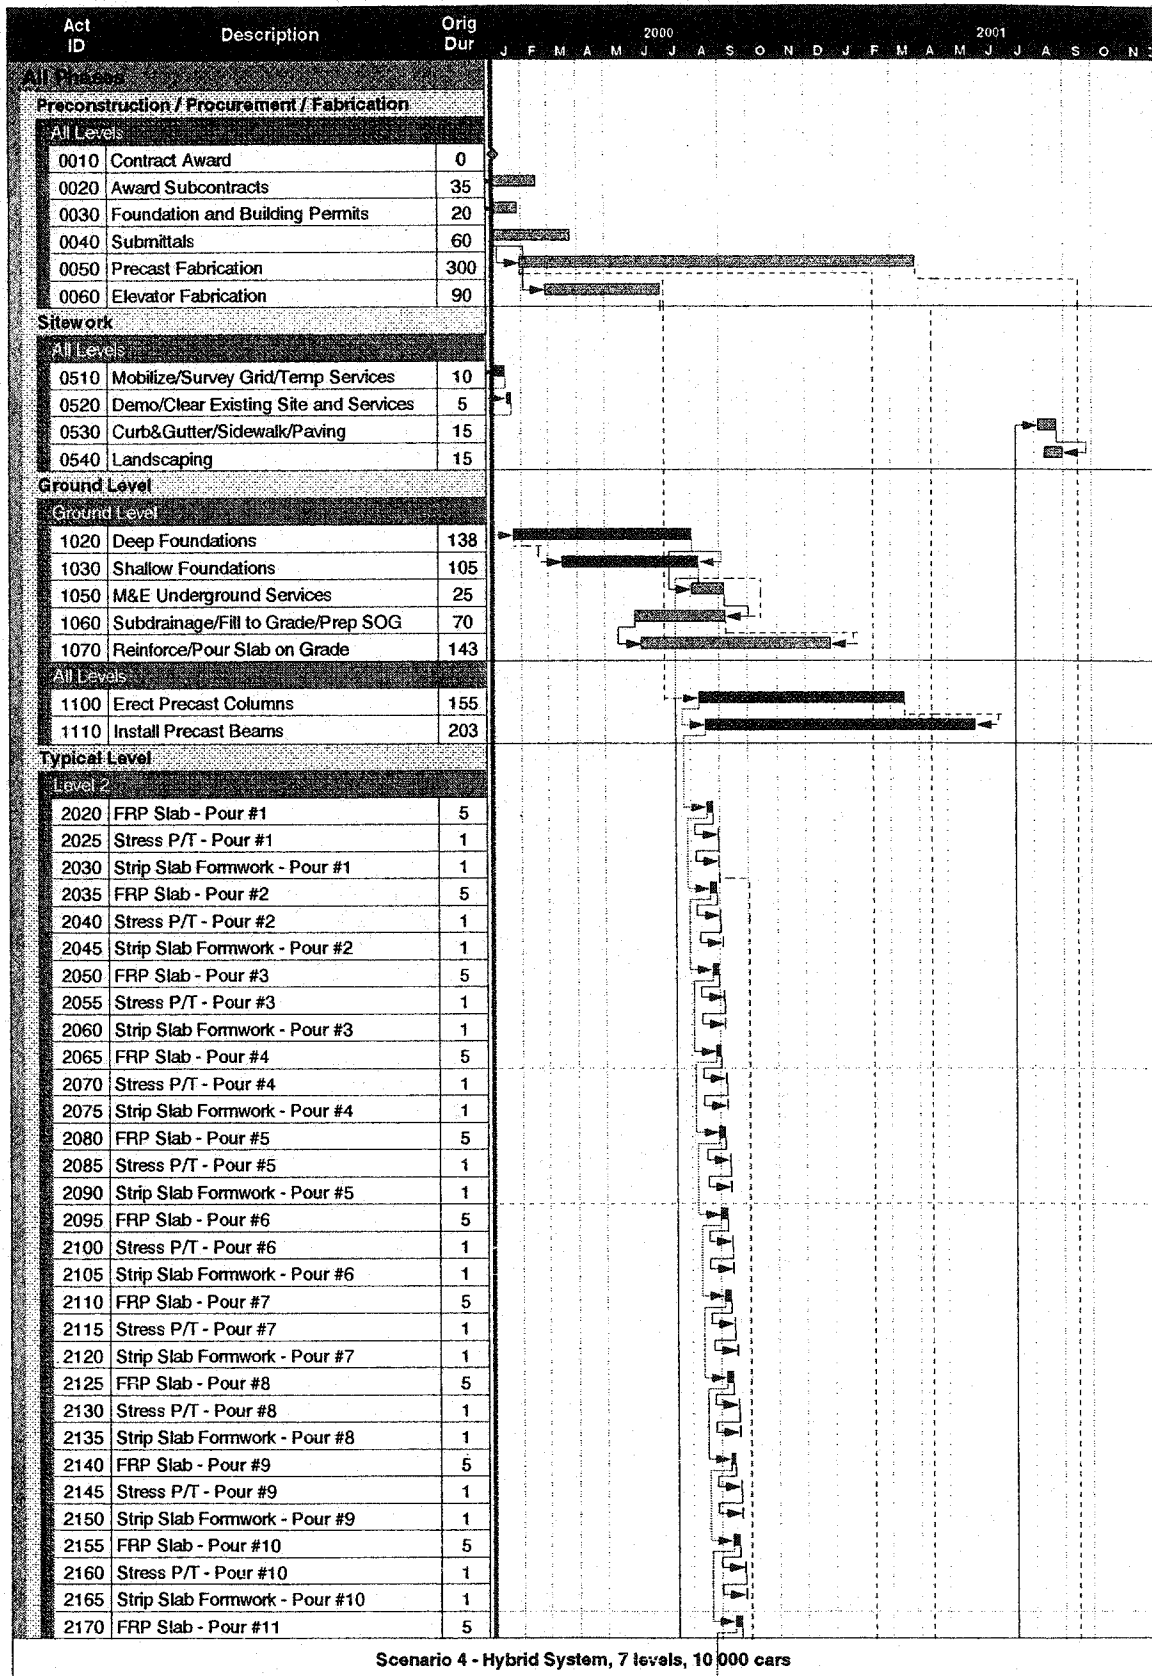 Act ID Description Orig Dur 2000 2001
J F M A M J J A S O N D J F M A M J J A S O N
All Phases
Preconstruction / Procurement / Fabrication
All Levels
0010 Contract Award 0
0020 Award Subcontracts 35
0030 Foundation and Building Permits 20
0040 Submittals 60
0050 Precast Fabrication 300
0060 Elevator Fabrication 90
Sitework
All Levels
0510 Mobilize/Survey Grid/Temp Services 10
0520 Demo/Clear Existing Site and Services 5
0530 Curb&Gutter/Sidewalk/Paving 15
0540 Landscaping 15
Ground Level
Ground Level
1020 Deep Foundations 138
1030 Shallow Foundations 105
1050 M&E Underground Services 25
1060 Subdrainage/Fill to Grade/Prep SOG 70
1070 Reinforce/Pour Slab on Grade 143
All Levels
1100 Erect Precast Columns 155
1110 Install Precast Beams 203
Typical Level
Level 2
2020 FRP Slab - Pour #1 5
2025 Stress P/T - Pour #1 1
2030 Strip Slab Formwork - Pour #1 1
2035 FRP Slab - Pour #2 5
2040 Stress P/T - Pour #2 1
2045 Strip Slab Formwork - Pour #2 1
2050 FRP Slab - Pour #3 5
2055 Stress P/T - Pour #3 1
2060 Strip Slab Formwork - Pour #3 1
2065 FRP Slab - Pour #4 5
2070 Stress P/T - Pour #4 1
2075 Strip Slab Formwork - Pour #4 1
2080 FRP Slab - Pour #5 5
2085 Stress P/T - Pour #5 1
2090 Strip Slab Formwork - Pour #5 1
2095 FRP Slab - Pour #6 5
2100 Stress P/T - Pour #6 1
2105 Strip Slab Formwork - Pour #6 1
2110 FRP Slab - Pour #7 5
2115 Stress P/T - Pour #7 1
2120 Strip Slab Formwork - Pour #7 1
2125 FRP Slab - Pour #8 5
2130 Stress P/T - Pour #8 1
2135 Strip Slab Formwork - Pour #8 1
2140 FRP Slab - Pour #9 5
2145 Stress P/T - Pour #9 1
2150 Strip Slab Formwork - Pour #9 1
2155 FRP Slab - Pour #10 5
2160 Stress P/T - Pour #10 1
2165 Strip Slab Formwork - Pour #10 1
2170 FRP Slab - Pour #11 5
Scenario 4 - Hybrid System, 7 levels, 10 000 cars